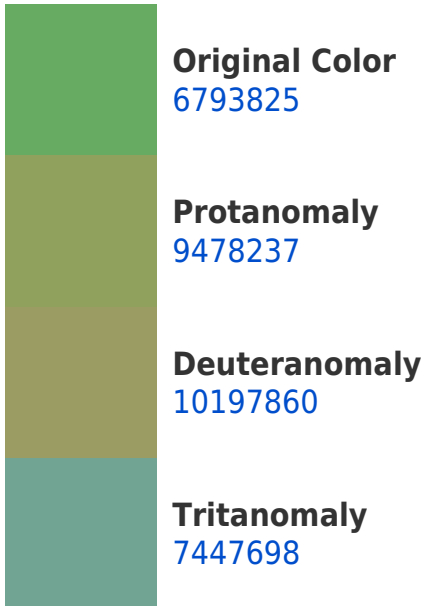 Original Color
6793825
Protanomaly
9478237
Deuteranomaly
10197860
Tritanomaly
7447698